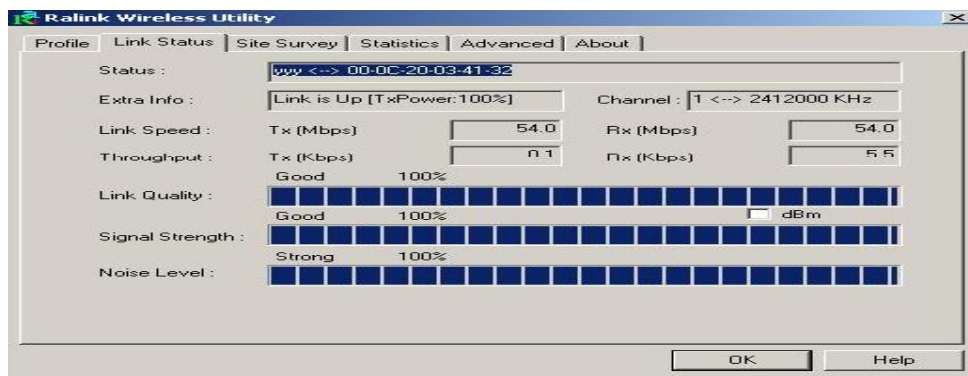 Ralink Wireless Utility
Profile Link Status Site Survey Statistics Advanced About
Status : yyy <--> 00-0C-20-03-41-32
Extra Info : Link is Up [TxPower:100%] Channel : 1 <--> 2412000 KHz
Link Speed : Tx (Mbps) 54.0 Rx (Mbps) 54.0
Throughput : Tx (Kbps) 0.1 Rx (Kbps) 5.5
Good 100%
Link Quality :
Good 100% dBm
Signal Strength :
Strong 100%
Noise Level :
OK Help